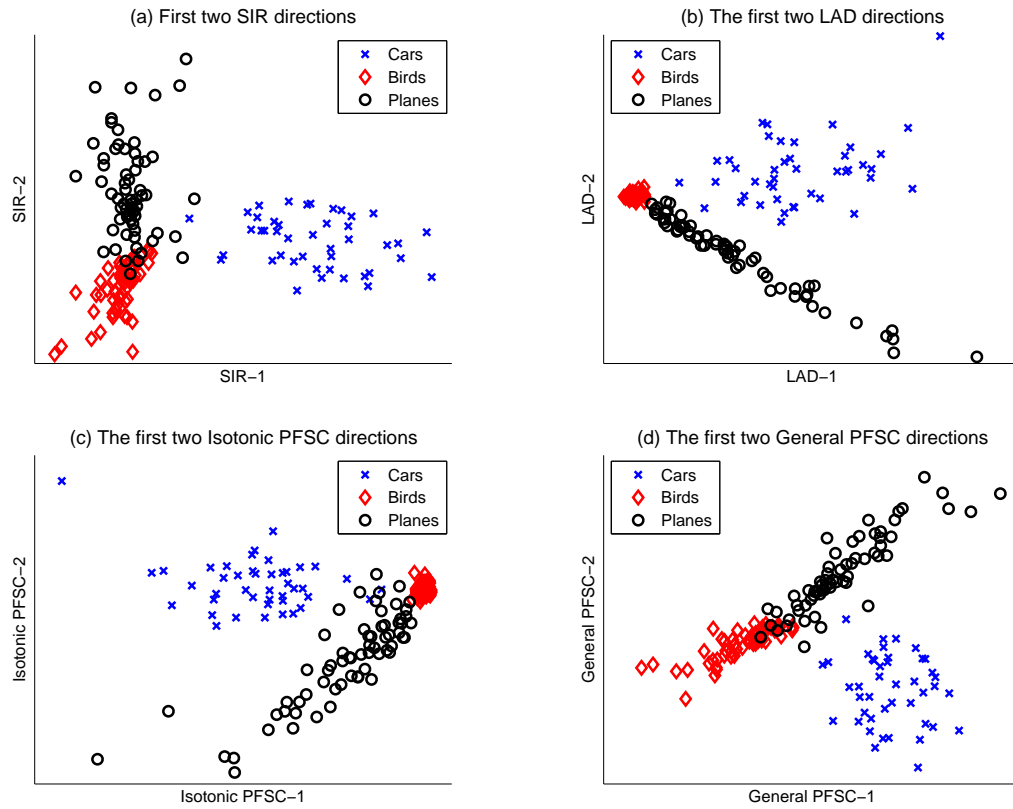 (a) First two SIR directions
SIR−2
Cars
Birds
Planes
SIR−1
(b) The first two LAD directions
LAD−2
Cars
Birds
Planes
LAD−1
(c) The first two Isotonic PFSC directions
Isotonic PFSC−2
Cars
Birds
Planes
Isotonic PFSC−1
(d) The first two General PFSC directions
General PFSC−2
Cars
Birds
Planes
General PFSC−1